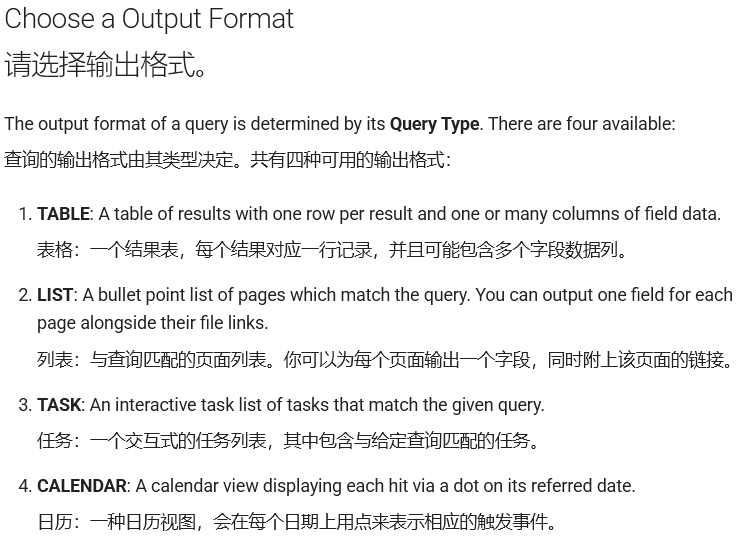 Choose a Output Format
请选择输出格式。
The output format of a query is determined by its Query Type. There are four available:
查询的输出格式由其类型决定。共有四种可用的输出格式：
1. TABLE: A table of results with one row per result and one or many columns of field data.
表格：一个结果表，每个结果对应一行记录，并且可能包含多个字段数据列。
2. LIST: A bullet point list of pages which match the query. You can output one field for each
page alongside their file links.
列表：与查询匹配的页面列表。你可以为每个页面输出一个字段，同时附上该页面的链接。
3. TASK: An interactive task list of tasks that match the given query.
任务：一个交互式的任务列表，其中包含与给定查询匹配的任务。
4. CALENDAR: A calendar view displaying each hit via a dot on its referred date.
日历：一种日历视图，会在每个日期上用点来表示相应的触发事件。